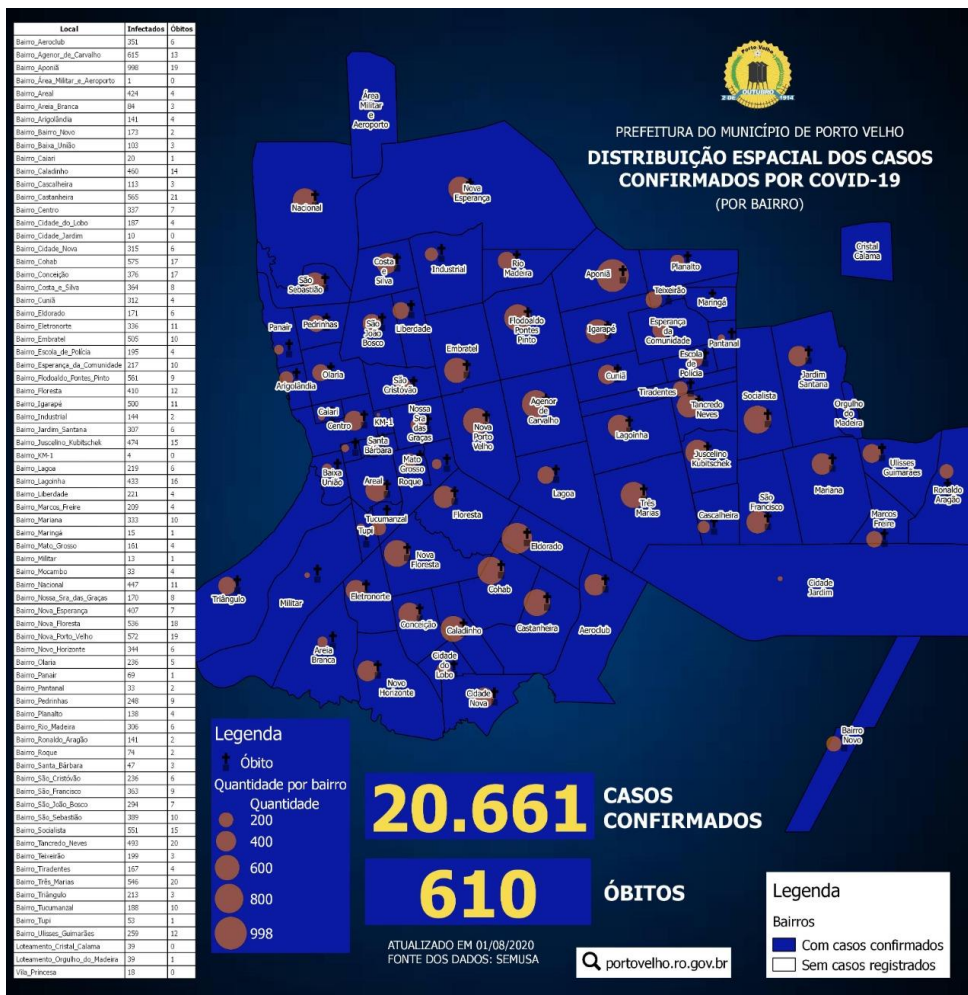 Local Infectados Óbitos
Bairro_Aeroclub 351 6
Bairro_Agenor_de_Carvalho 615 13
Bairro_Aponiã 998 19
Bairro_Área_Militar_e_Aeroporto 1 0
Bairro_Areal 424 4
Bairro_Areia_Branca 84 3
Bairro_Arigolândia 141 4
Bairro_Bairro_Novo 173 2
Bairro_Baixa_União 103 3
Bairro_Caiari 20 1
Bairro_Caladinho 460 14
Bairro_Cascalheira 113 3
Bairro_Castanheira 565 21
Bairro_Centro 337 7
Bairro_Cidade_do_Lobo 187 4
Bairro_Cidade_Jardim 10 0
Bairro_Cidade_Nova 315 6
Bairro_Cohab 575 17
Bairro_Conceição 376 17
Bairro_Costa_e_Silva 364 8
Bairro_Cuniã 312 4
Bairro_Eldorado 171 6
Bairro_Eletronorte 336 11
Bairro_Embratel 505 10
Bairro_Escola_de_Polícia 195 4
Bairro_Esperança_da_Comunidade 217 10
Bairro_Flodoaldo_Pontes_Pinto 561 9
Bairro_Floresta 410 12
Bairro_Igarapé 500 11
Bairro_Industrial 144 2
Bairro_Jardim_Santana 307 6
Bairro_Juscelino_Kubitschek 474 15
Bairro_KM-1 4 0
Bairro_Lagoa 219 6
Bairro_Lagoinha 433 16
Bairro_Liberdade 221 4
Bairro_Marcos_Freire 209 4
Bairro_Mariana 333 10
Bairro_Maringá 15 1
Bairro_Mato_Grosso 161 4
Bairro_Militar 13 1
Bairro_Mocambo 33 4
Bairro_Nacional 447 11
Bairro_Nossa_Sra_das_Graças 170 8
Bairro_Nova_Esperança 407 7
Bairro_Nova_Floresta 536 18
Bairro_Nova_Porto_Velho 572 19
Bairro_Novo_Horizonte 344 6
Bairro_Olaria 236 5
Bairro_Panair 69 1
Bairro_Pantanal 33 2
Bairro_Pedrinhas 248 9
Bairro_Planalto 138 4
Bairro_Rio_Madeira 306 6
Bairro_Ronaldo_Aragão 141 2
Bairro_Roque 74 2
Bairro_Santa_Bárbara 47 3
Bairro_São_Cristóvão 236 6
Bairro_São_Francisco 363 9
Bairro_São_João_Bosco 294 7
Bairro_São_Sebastião 389 10
Bairro_Socialista 551 15
Bairro_Tancredo_Neves 493 20
Bairro_Teixeirão 199 3
Bairro_Tiradentes 167 4
Bairro_Três_Marias 546 20
Bairro_Triângulo 213 3
Bairro_Tucumanzal 188 10
Bairro_Tupi 53 1
Bairro_Ulisses_Guimarães 259 12
Loteamento_Cristal_Calama 39 0
Loteamento_Orgulho_do_Madeira 39 1
Vila_Princesa 18 0
Porto Velho
OUTUBRO
2 DE 1914
PREFEITURA DO MUNICÍPIO DE PORTO VELHO
DISTRIBUIÇÃO ESPACIAL DOS CASOS
CONFIRMADOS POR COVID-19
(POR BAIRRO)
Área
Militar
e
Aeroporto
Nacional
Nova
Esperança
Cristal
Calama
Costa
e
Silva
Industrial
Rio
Madeira
Aponiã
Planalto
São
Sebastião
Teixeirão
Maringá
Panair
Pedrinhas
São
João
Bosco
Liberdade
Flodoaldo
Pontes
Pinto
Igarapé
Esperança
da
Comunidade
Pantanal
Embratel
Escola
de
Polícia
Jardim
Santana
Arigolândia
Olaria
São
Cristóvão
Cuniã
Tiradentes
Tancredo
Neves
Socialista
Orgulho
do
Madeira
Caiari
Centro
KM-1
Nossa
Sra
das
Graças
Nova
Porto
Velho
Agenor
de
Carvalho
Lagoinha
Santa
Bárbara
Mato
Grosso
Roque
Juscelino
Kubitschek
Baixa
União
Areal
Lagoa
Mariana
Ulisses
Guimarães
Ronaldo
Aragão
Floresta
Três
Marias
Cascalheira
São
Francisco
Marcos
Freire
Tucumanzal
Tupi
Nova
Floresta
Eldorado
Cohab
Cidade
Jardim
Triângulo
Militar
Eletronorte
Conceição
Caladinho
Castanheira
Aeroclub
Areia
Branca
Novo
Horizonte
Cidade
do
Lobo
Cidade
Nova
Bairro
Novo
Legenda
Óbito
Quantidade por bairro
Quantidade
200
400
600
800
998
20.661 CASOS
CONFIRMADOS
610 ÓBITOS
ATUALIZADO EM 01/08/2020
FONTE DOS DADOS: SEMUSA
portovelho.ro.gov.br
Legenda
Bairros
Com casos confirmados
Sem casos registrados